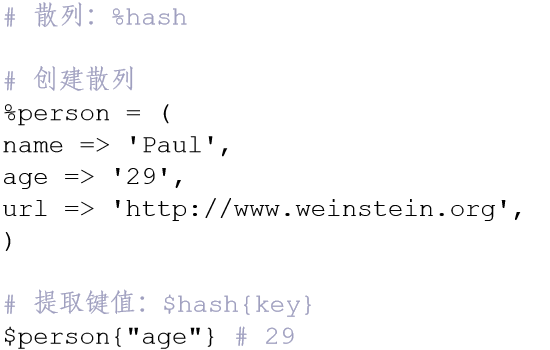 # 散列: %hash
# 创建散列
%person = (
name => 'Paul',
age => '29',
url => 'http://www.weinstein.org',
)
# 提取键值: $hash{key}
$person{"age"} # 29